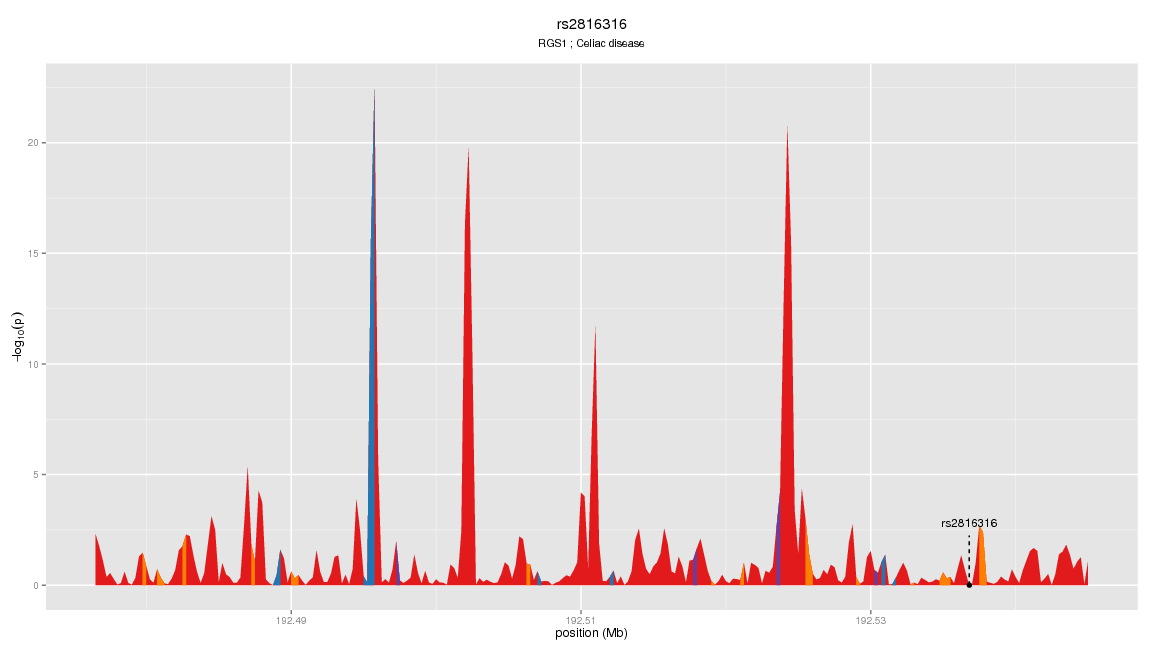 rs2816316
RGS1 ; Celiac disease
−log10(p)
20
15
10
5
0
rs2816316
192.49
192.51
192.53
position (Mb)